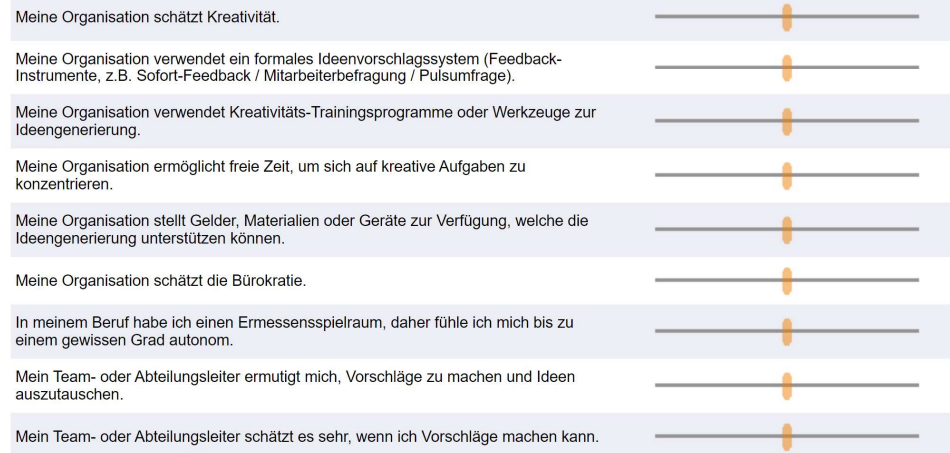 Meine Organisation schätzt Kreativität.
Meine Organisation verwendet ein formales Ideenvorschlagssystem (Feedback-
Instrumente, z.B. Sofort-Feedback / Mitarbeiterbefragung / Pulsumfrage).
Meine Organisation verwendet Kreativitäts-Trainingsprogramme oder Werkzeuge zur
Ideengenerierung.
Meine Organisation ermöglicht freie Zeit, um sich auf kreative Aufgaben zu
konzentrieren.
Meine Organisation stellt Gelder, Materialien oder Geräte zur Verfügung, welche die
Ideengenerierung unterstützen können.
Meine Organisation schätzt die Bürokratie.
In meinem Beruf habe ich einen Ermessensspielraum, daher fühle ich mich bis zu
einem gewissen Grad autonom.
Mein Team- oder Abteilungsleiter ermutigt mich, Vorschläge zu machen und Ideen
auszutauschen.
Mein Team- oder Abteilungsleiter schätzt es sehr, wenn ich Vorschläge machen kann.